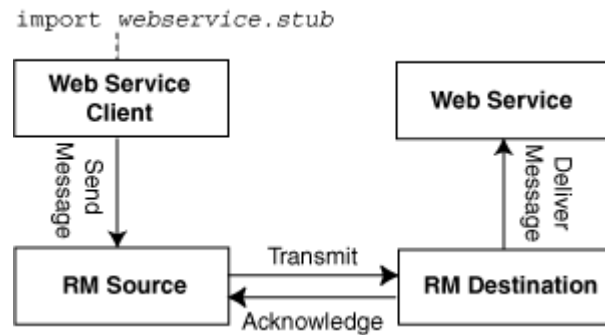 import webservice.stub
Web Service
Client
Web Service
Send
Message
Deliver
Message
Transmit
RM Source
RM Destination
Acknowledge